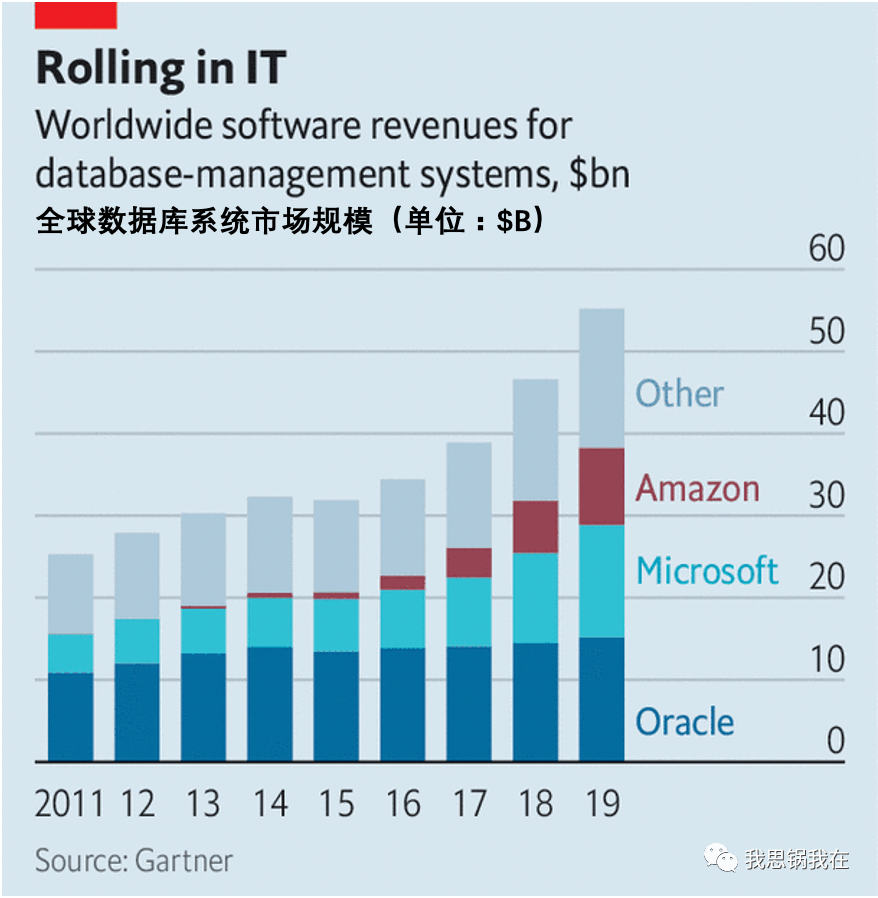 Rolling in IT
Worldwide software revenues for
database-management systems, $bn
全球数据库系统市场规模（单位：$B）
60
50
Other
40
Amazon
30
Microsoft
20
10
Oracle
0
2011 12 13 14 15 16 17 18 19
Source: Gartner
我思锅我在